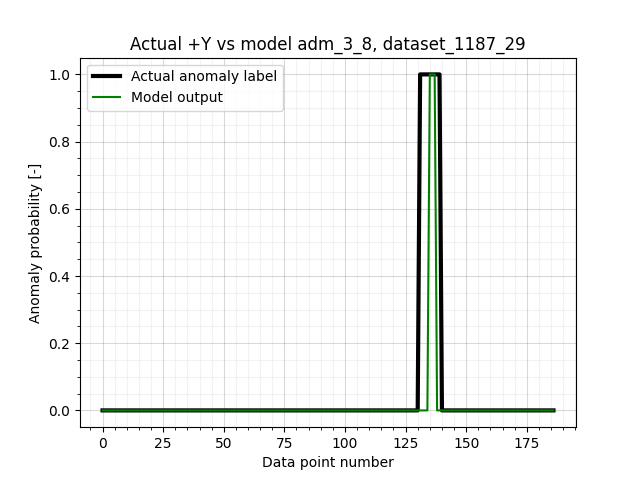 Actual +Y vs model adm_3_8, dataset_1187_29
Actual anomaly label
Model output
1.0
0.8
0.6
0.4
0.2
0.0
Anomaly probability [-]
0 25 50 75 100 125 150 175
Data point number